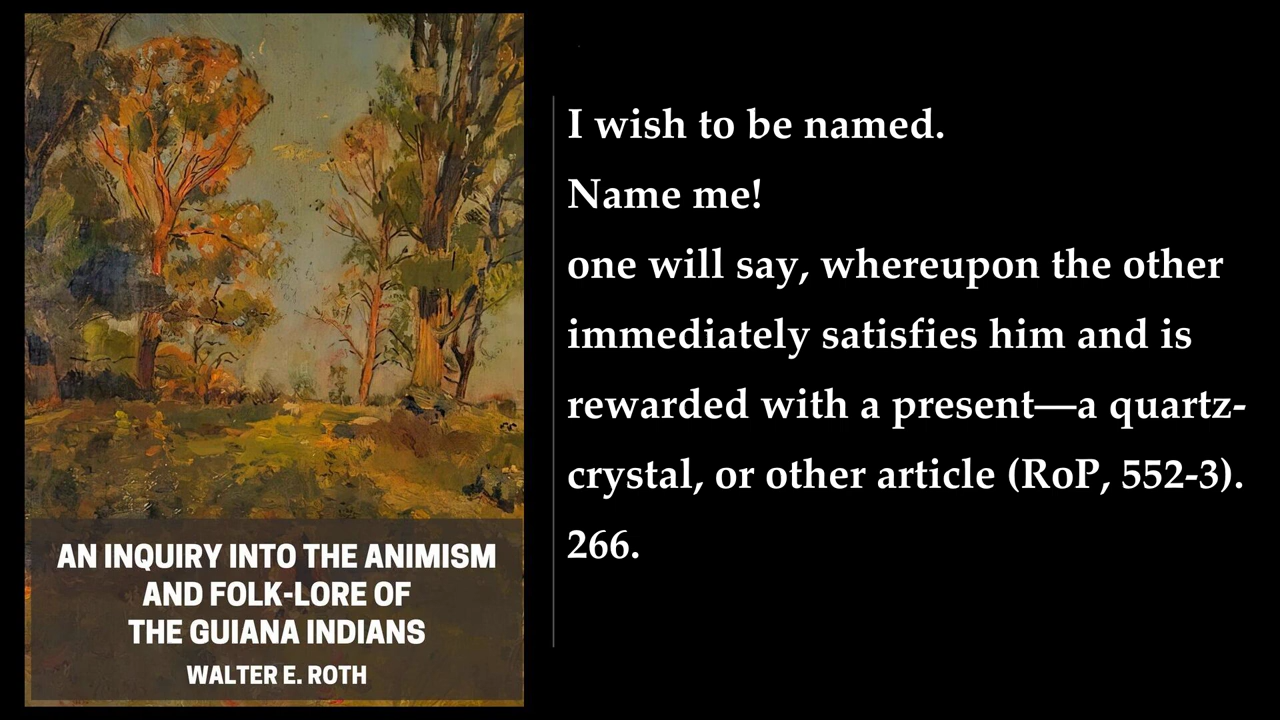 AN INQUIRY INTO THE ANIMISM
AND FOLK-LORE OF
THE GUIANA INDIANS
WALTER E. ROTH
I wish to be named.
Name me!
one will say, whereupon the other
immediately satisfies him and is
rewarded with a present—a quartz-
crystal, or other article (RoP, 552-3).
266.